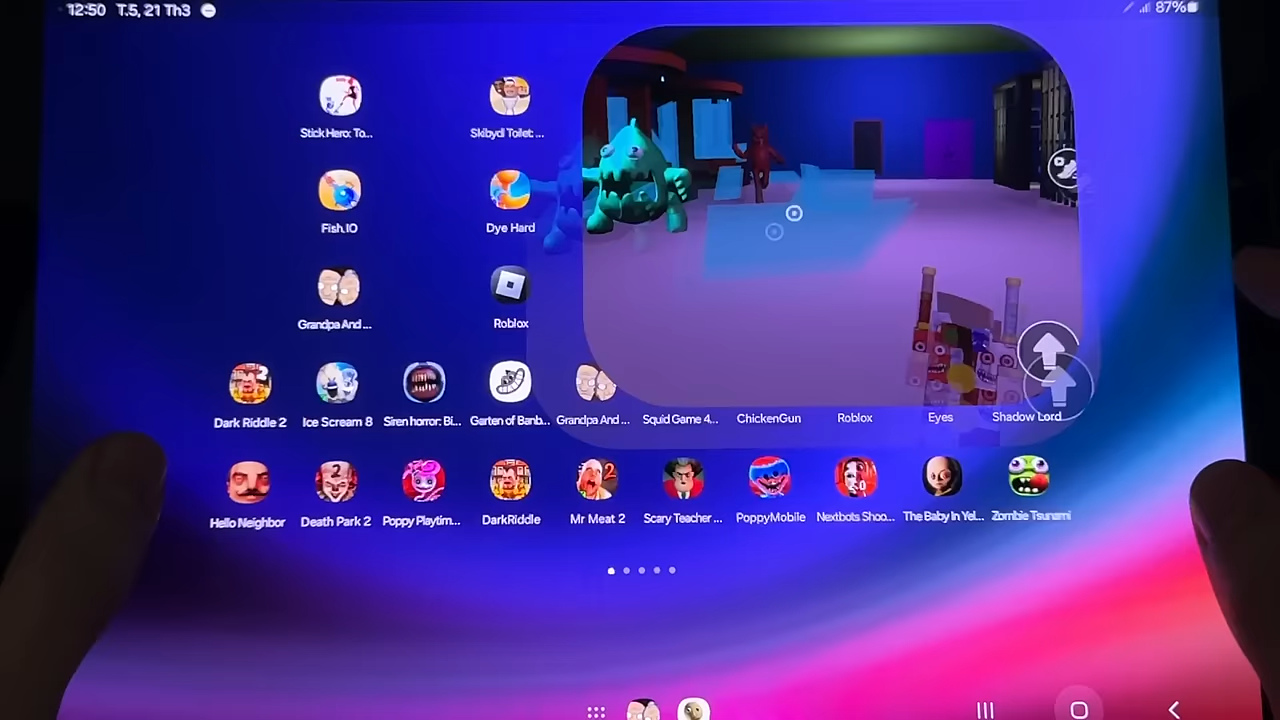 12:50 T.5, 21 Th3
87%
Stick Hero: To...
Skibydi Toilet: ...
Fish.IO
Dye Hard
Grandpa And ...
Roblox
Dark Riddle 2
Ice Scream 8
Siren horror: Bi...
Garten of Banb...
Grandpa And ...
Squid Game 4,...
ChickenGun
Roblox
Eyes
Shadow Lord
Hello Neighbor
Death Park 2
Poppy Playtim...
DarkRiddle
Mr Meat 2
Scary Teacher ...
PoppyMobile
Nextbots Shoo...
The Baby In Yel...
Zombie Tsunami